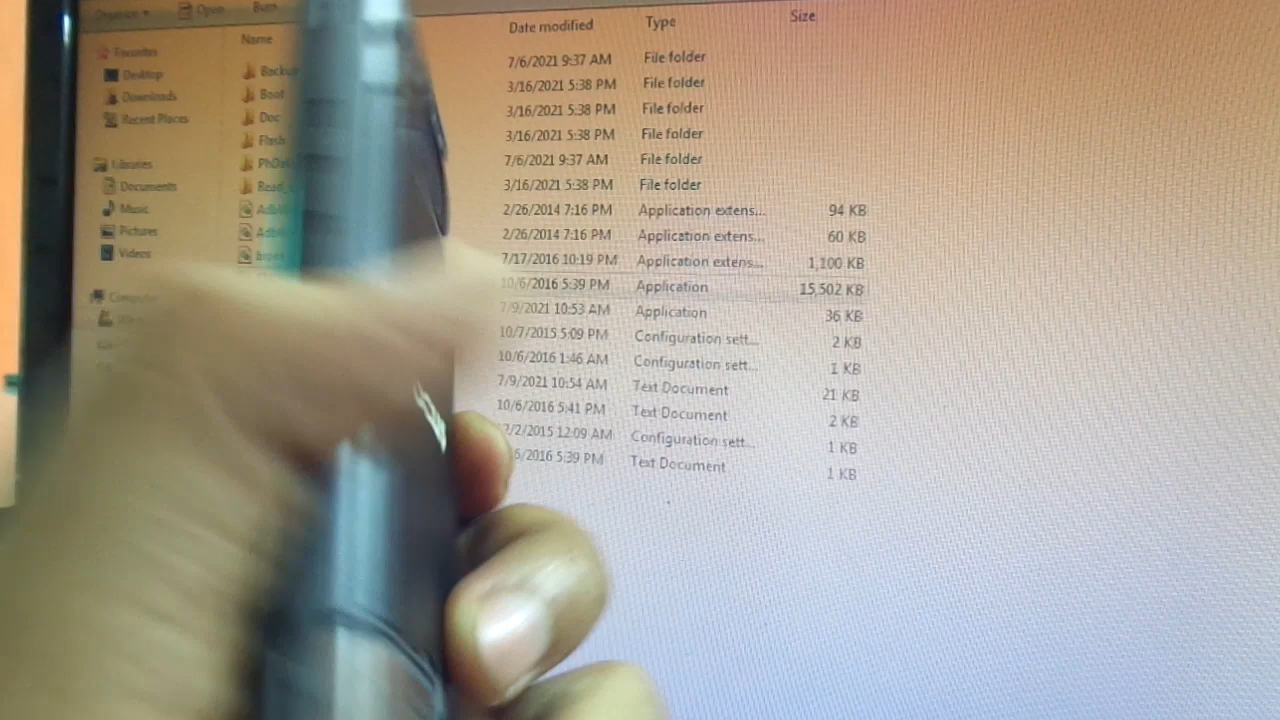 Organize Open Burn
Name Date modified Type Size
Favorites
Desktop
Downloads
Recent Places
Libraries
Documents
Music
Pictures
Videos
Backup 7/6/2021 9:37 AM File folder
Boot 3/16/2021 5:38 PM File folder
Doc 3/16/2021 5:38 PM File folder
Flash 3/16/2021 5:38 PM File folder
7/6/2021 9:37 AM File folder
3/16/2021 5:38 PM File folder
2/26/2014 7:16 PM Application extens... 94 KB
2/26/2014 7:16 PM Application extens... 60 KB
7/17/2016 10:19 PM Application extens... 1,100 KB
10/6/2016 5:39 PM Application 15,502 KB
7/9/2021 10:53 AM Application 36 KB
10/7/2015 5:09 PM Configuration sett... 2 KB
10/6/2016 1:46 AM Configuration sett... 1 KB
7/9/2021 10:54 AM Text Document 21 KB
10/6/2016 5:41 PM Text Document 2 KB
12:09 AM Configuration sett... 1 KB
5:39 PM Text Document 1 KB